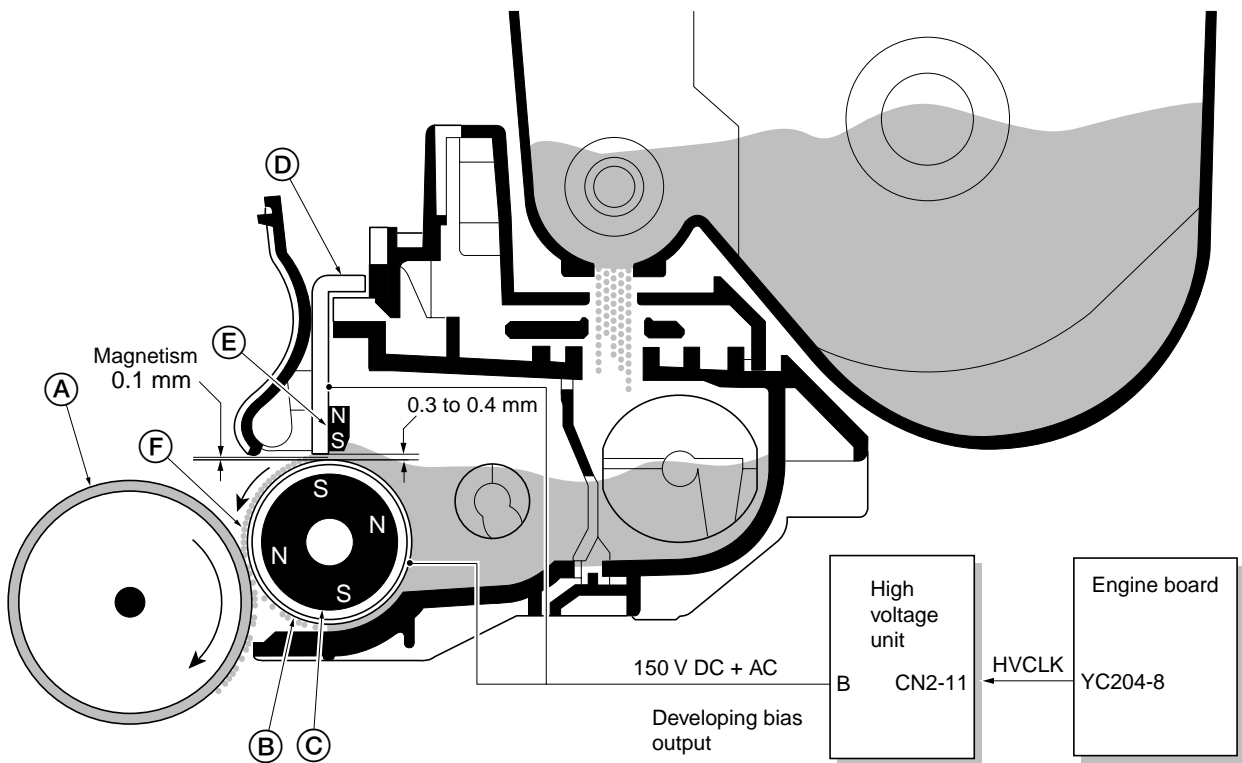 D
E
Magnetism
0.1 mm
A
0.3 to 0.4 mm
N
S
F
S
N
N
S
B
C
150 V DC + AC
Developing bias
output
High
voltage
unit
B
CN2-11
HVCLK
Engine board
YC204-8